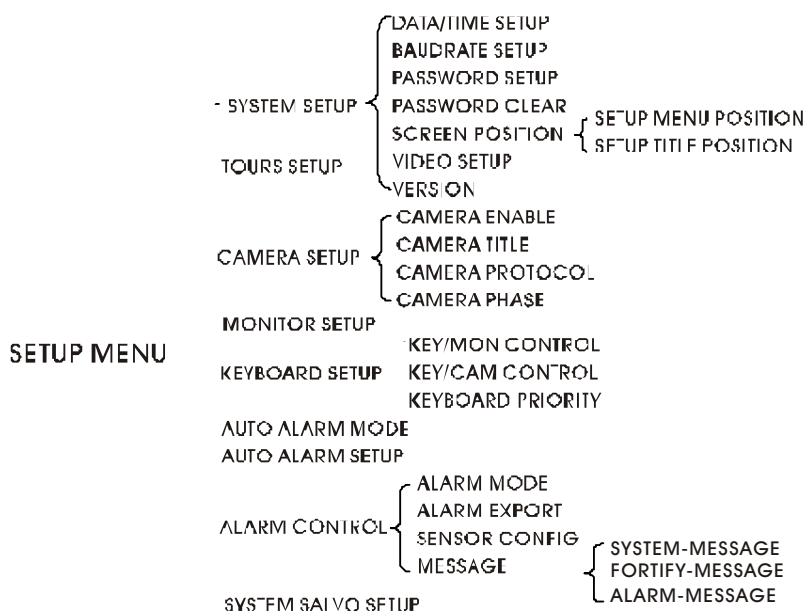 SETUP MENU
SYSTEM SETUP
DATA/TIME SETUP
BAUDRATE SETUP
PASSWORD SETUP
PASSWORD CLEAR
SCREEN POSITION
SETUP MENU POSITION
SETUP TITLE POSITION
VIDEO SETUP
VERSION
TOURS SETUP
CAMERA SETUP
CAMERA ENABLE
CAMERA TITLE
CAMERA PROTOCOL
CAMERA PHASE
MONITOR SETUP
KEYBOARD SETUP
KEY/MON CONTROL
KEY/CAM CONTROL
KEYBOARD PRIORITY
AUTO ALARM MODE
AUTO ALARM SETUP
ALARM CONTROL
ALARM MODE
ALARM EXPORT
SENSOR CONFIG
MESSAGE
SYSTEM-MESSAGE
FORTIFY-MESSAGE
ALARM-MESSAGE
SYSTEM SALVO SETUP